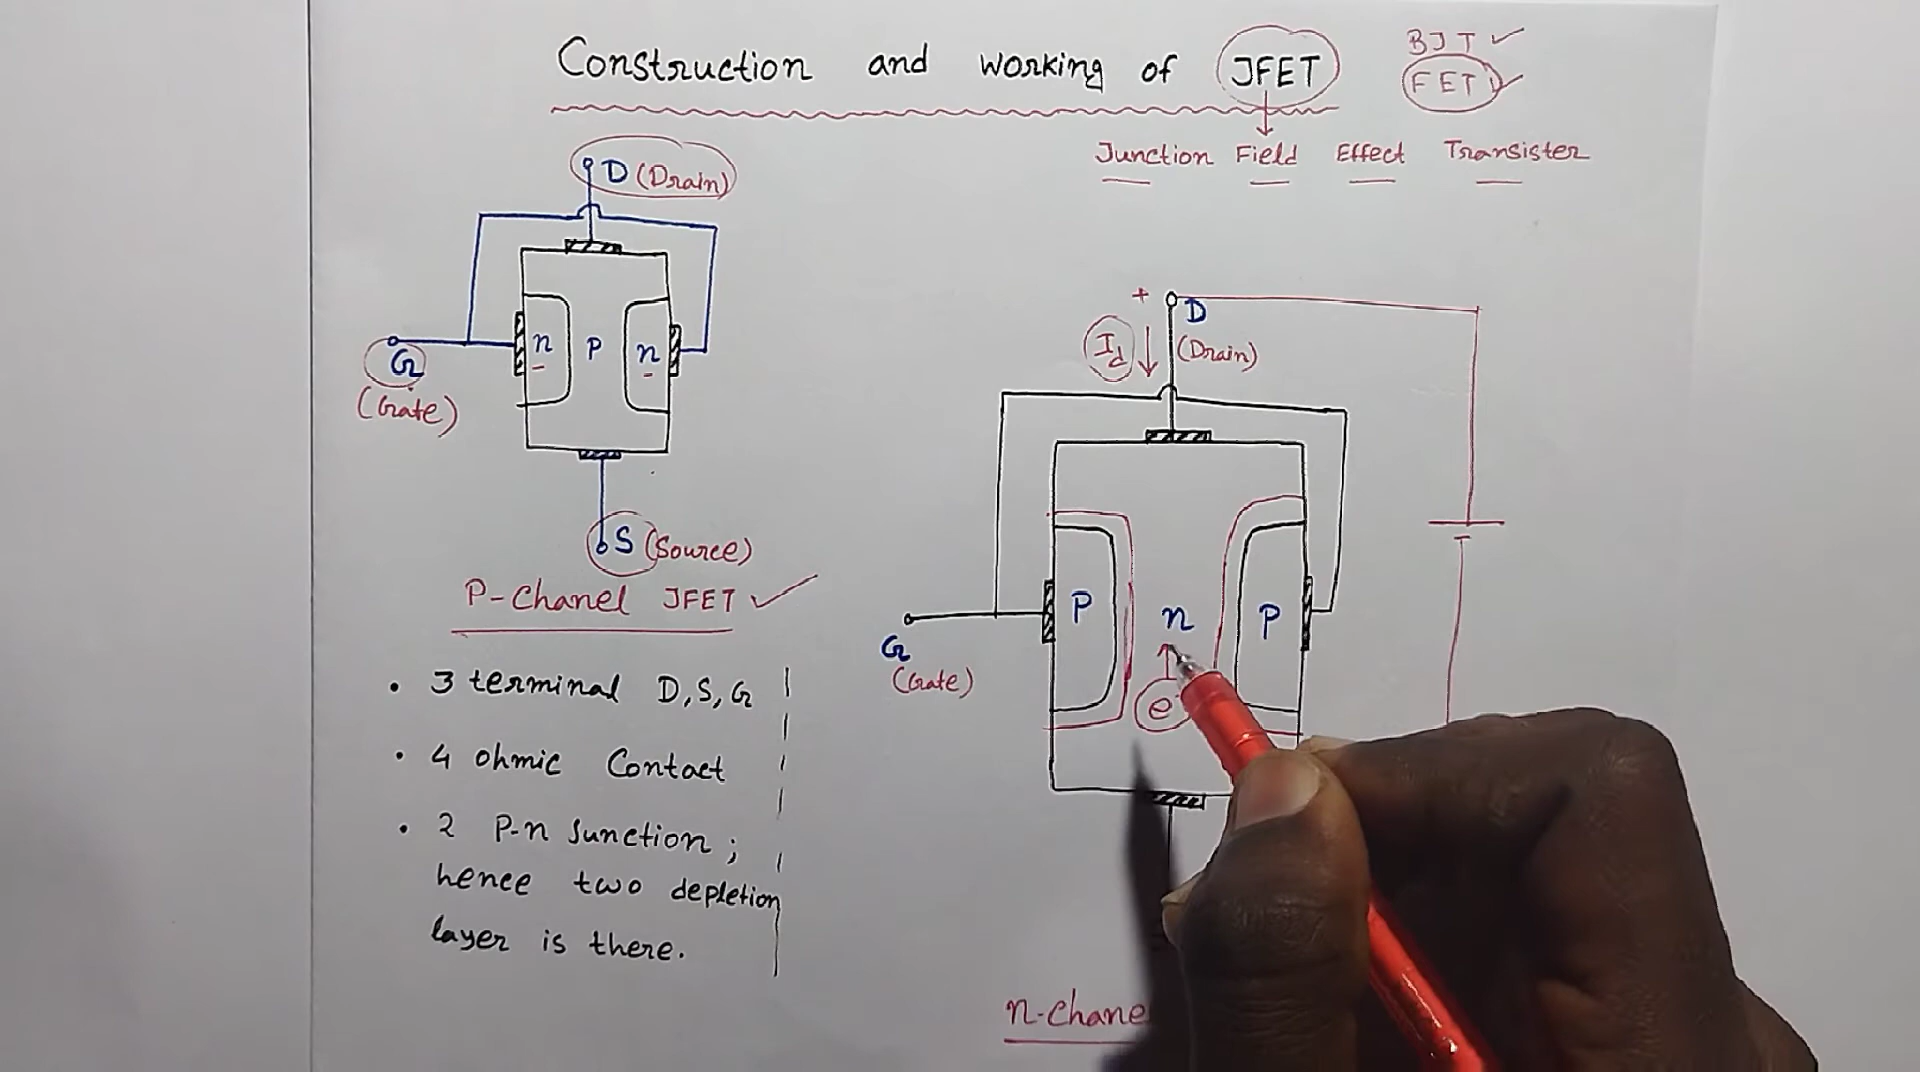 Construction and working of JFET
BJT
FET
Junction Field Effect Transister
D (Drain)
n P n
G
(Gate)
S (Source)
P-Chanel JFET
• 3 terminal D, S, G
• 4 ohmic Contact
• 2 P-n Junction ;
hence two depletion
layer is there.
+ D
Id (Drain)
P n P
G
(Gate)
e
n-Chane